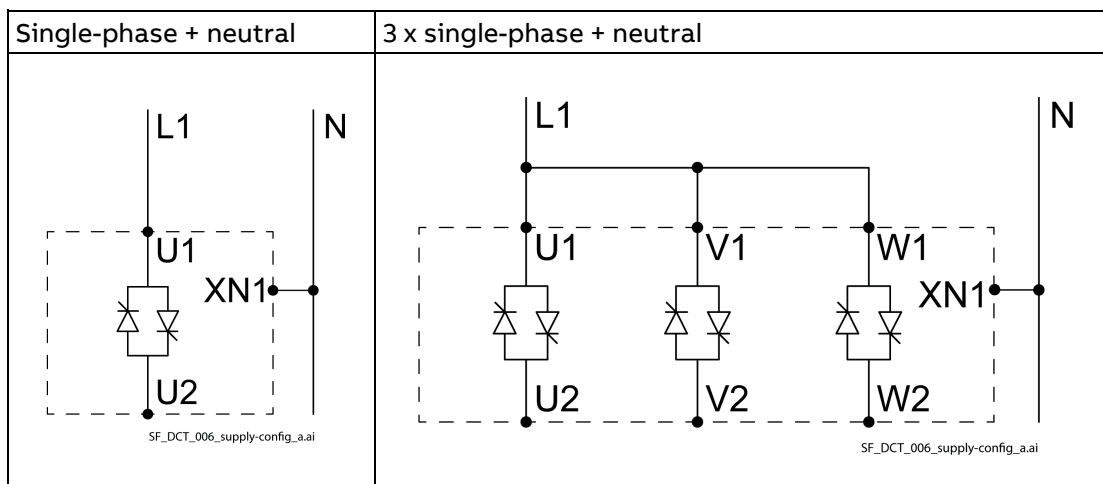 Single-phase + neutral
3 x single-phase + neutral
L1
N
U1
XN1
U2
SF_DCT_006_supply-config_a.ai
L1
N
U1
V1
W1
XN1
U2
V2
W2
SF_DCT_006_supply-config_a.ai